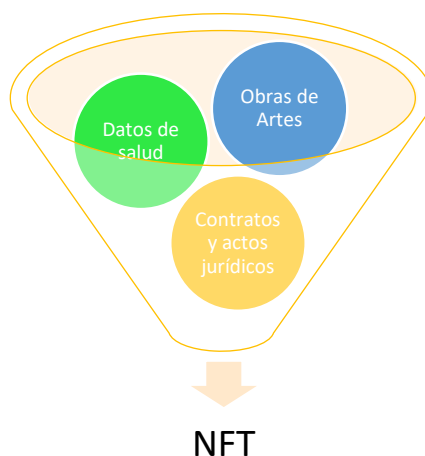 Obras de
Artes
Datos de
salud
Contratos
y actos
jurídicos
NFT